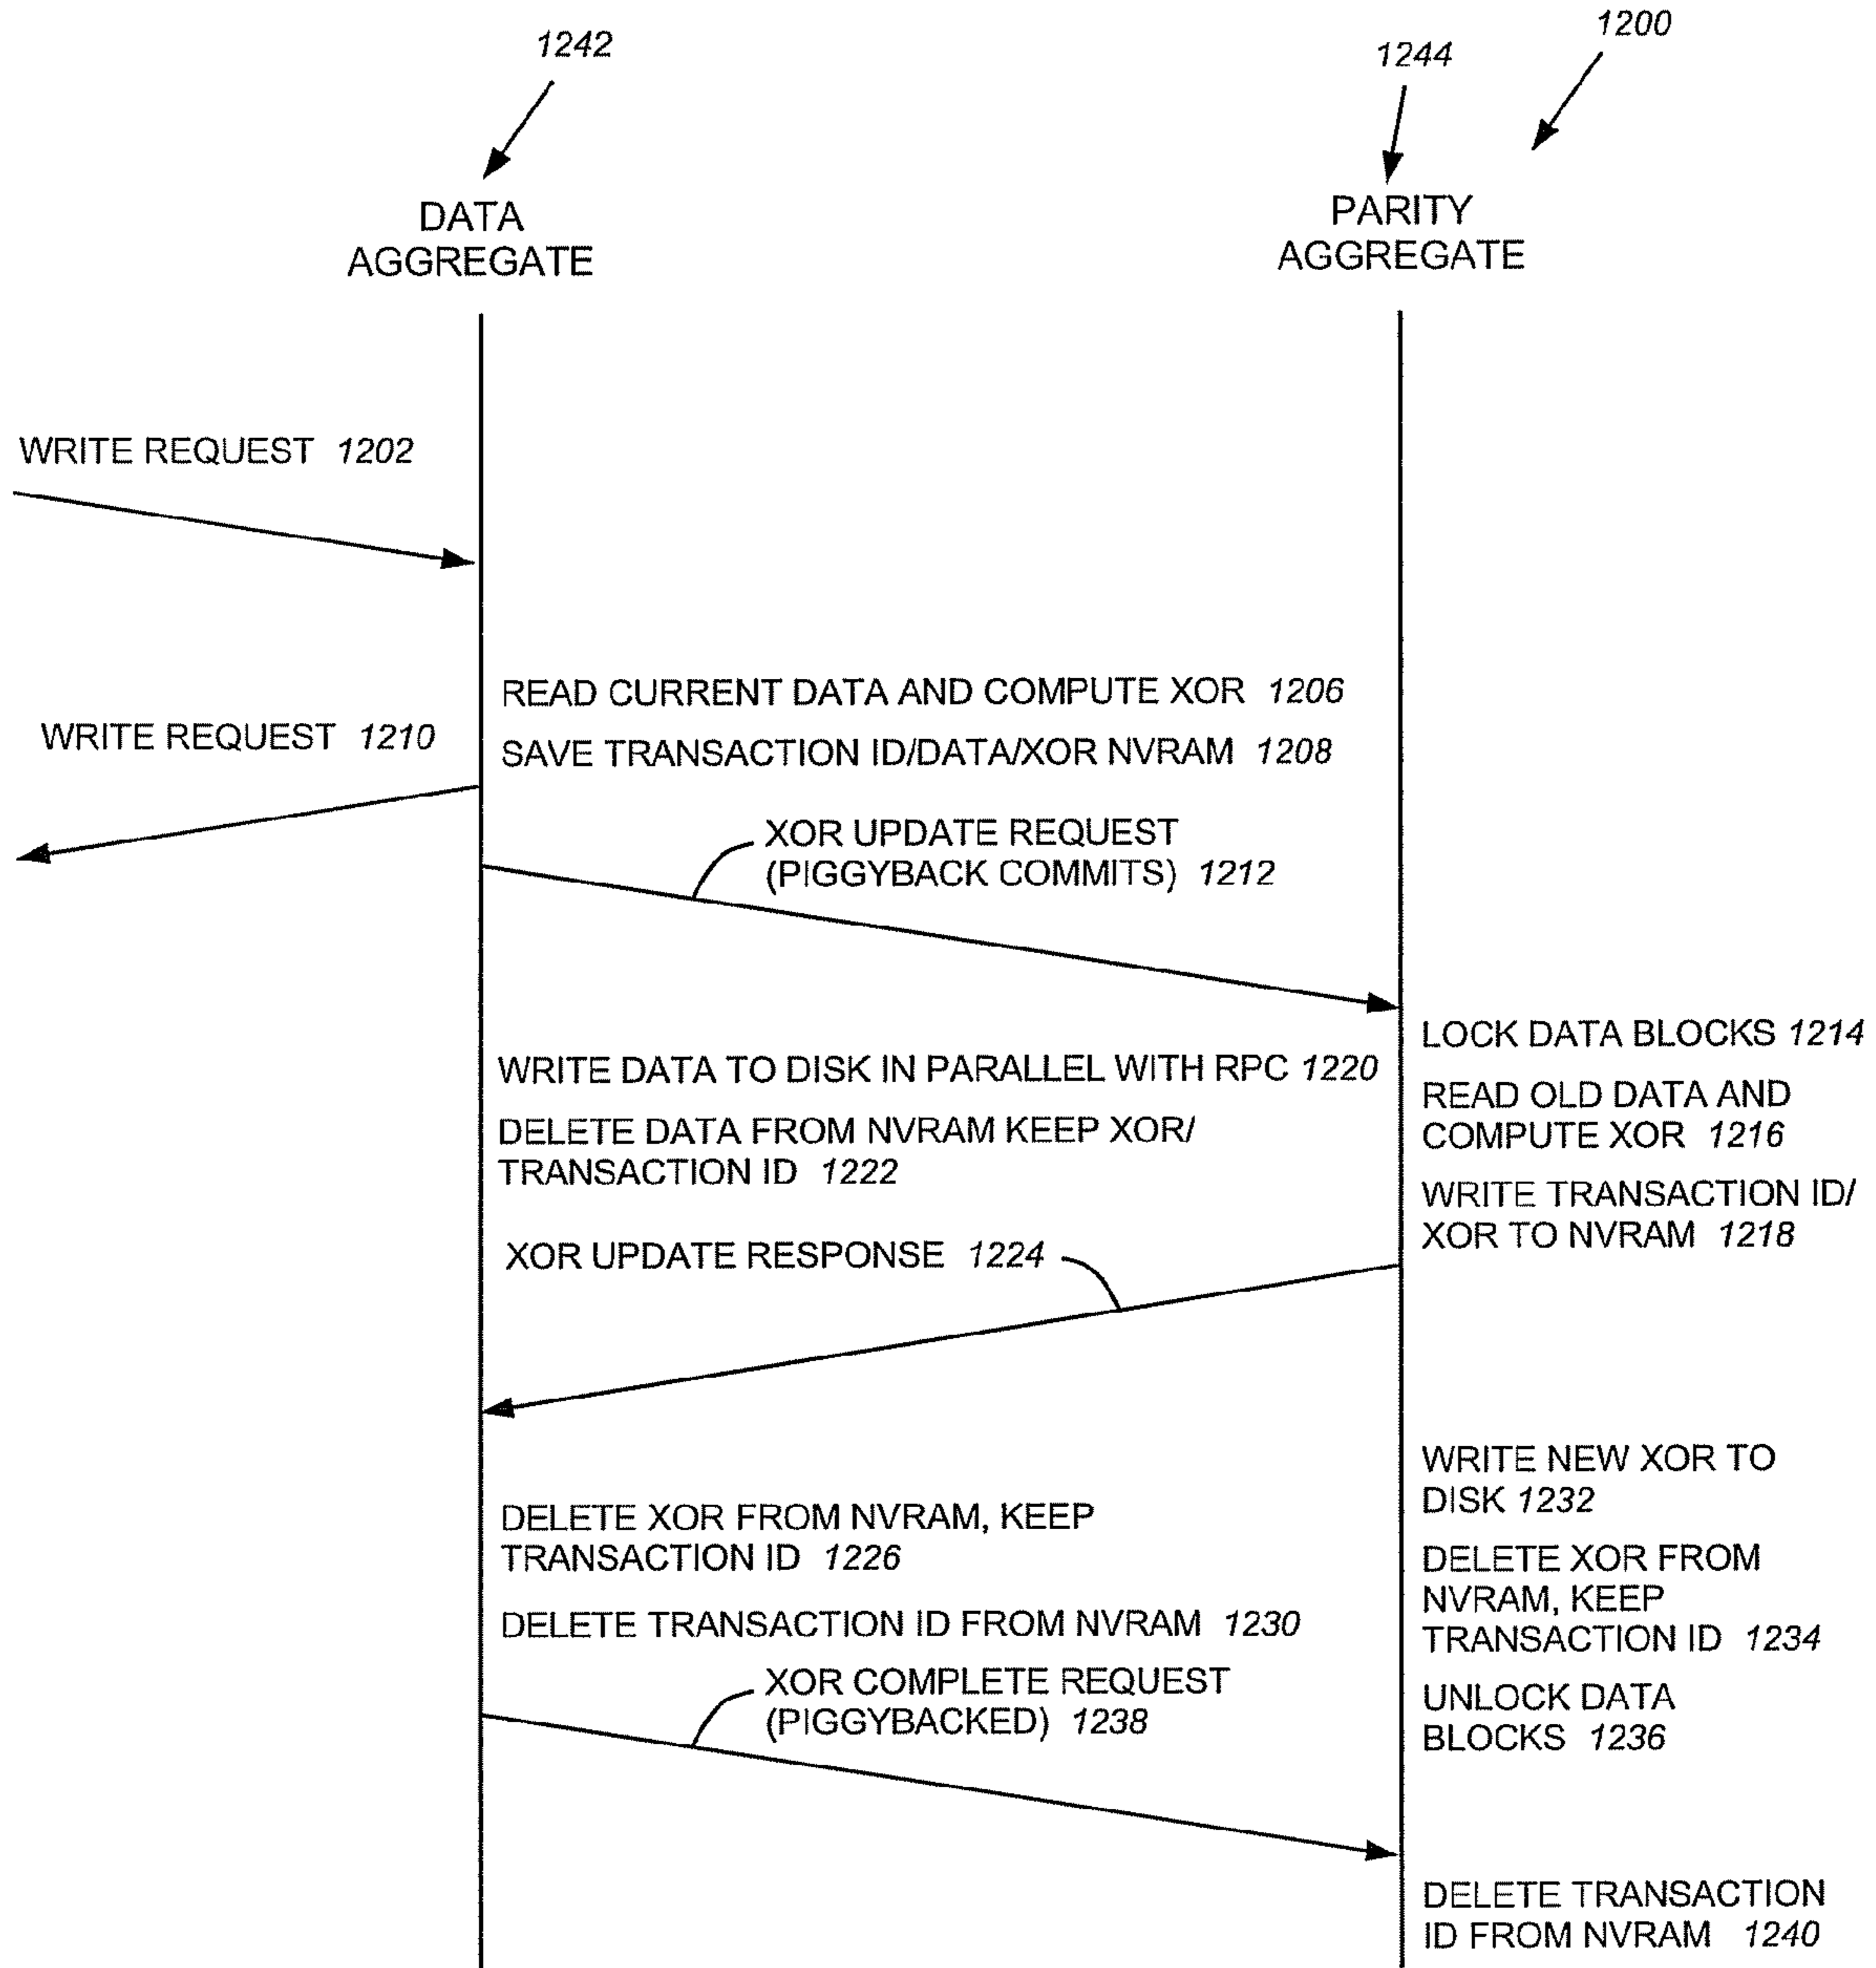 1242
1244
1200
DATA
AGGREGATE
PARITY
AGGREGATE
WRITE REQUEST 1202
READ CURRENT DATA AND COMPUTE XOR 1206
WRITE REQUEST 1210
SAVE TRANSACTION ID/DATA/XOR NVRAM 1208
XOR UPDATE REQUEST
(PIGGYBACK COMMITS) 1212
LOCK DATA BLOCKS 1214
WRITE DATA TO DISK IN PARALLEL WITH RPC 1220
READ OLD DATA AND
COMPUTE XOR 1216
DELETE DATA FROM NVRAM KEEP XOR/
TRANSACTION ID 1222
WRITE TRANSACTION ID/
XOR TO NVRAM 1218
XOR UPDATE RESPONSE 1224
WRITE NEW XOR TO
DISK 1232
DELETE XOR FROM NVRAM, KEEP
TRANSACTION ID 1226
DELETE XOR FROM
NVRAM, KEEP
TRANSACTION ID 1234
DELETE TRANSACTION ID FROM NVRAM 1230
XOR COMPLETE REQUEST
(PIGGYBACKED) 1238
UNLOCK DATA
BLOCKS 1236
DELETE TRANSACTION
ID FROM NVRAM 1240